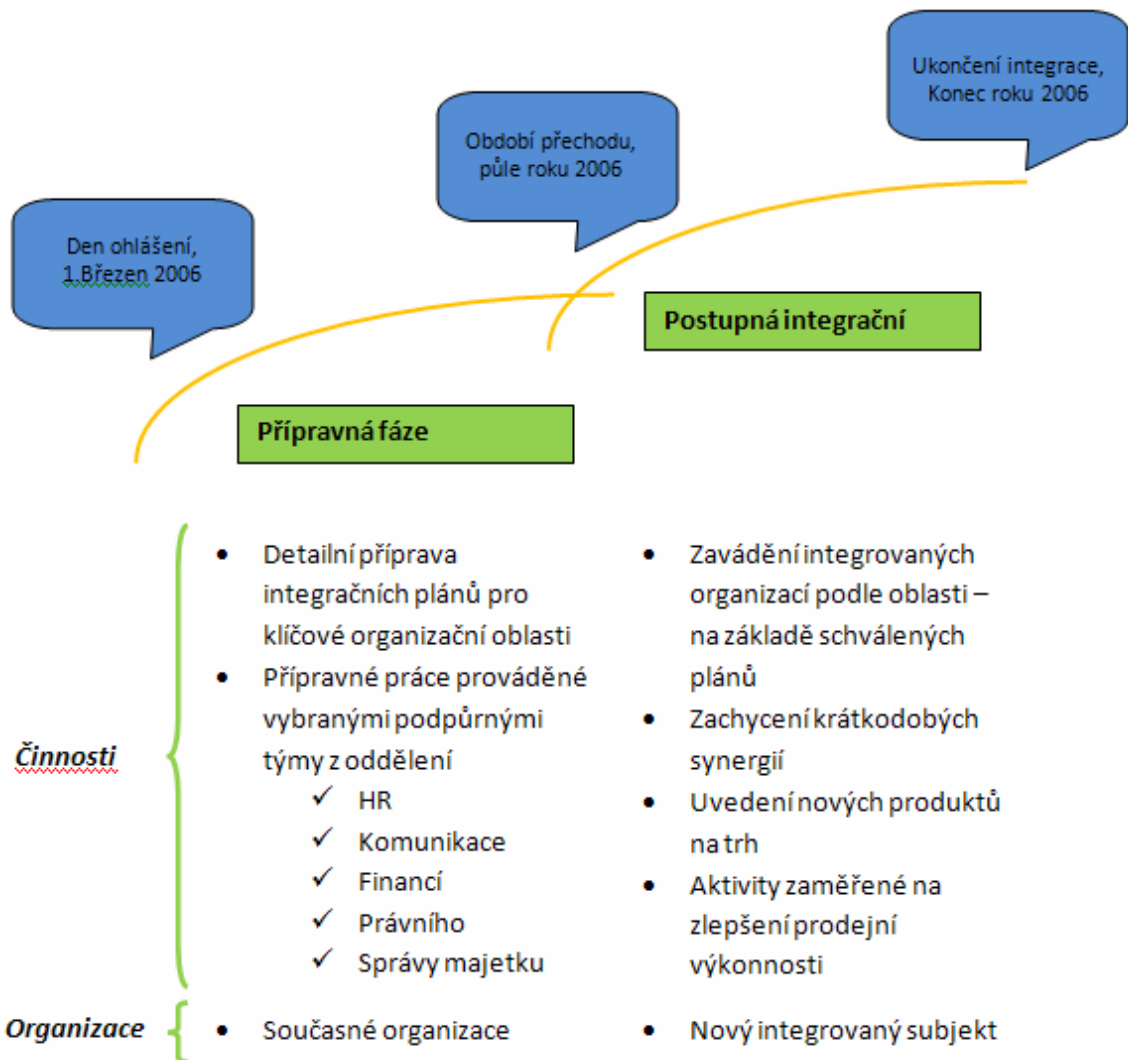 Ukončení integrace,
Konec roku 2006
Období přechodu,
půle roku 2006
Den ohlášení,
1.Březen 2006
Postupná integrační
Přípravná fáze
Činnosti
• Detailní příprava
integračních plánů pro
klíčové organizační oblasti
• Přípravné práce prováděné
vybranými podpůrnými
týmy z oddělení
✓ HR
✓ Komunikace
✓ Financí
✓ Právního
✓ Správy majetku
• Zavádění integrovaných
organizací podle oblasti –
na základě schválených
plánů
• Zachycení krátkodobých
synergií
• Uvedení nových produktů
na trh
• Aktivity zaměřené na
zlepšení prodejní
výkonnosti
Organizace
• Současné organizace
• Nový integrovaný subjekt